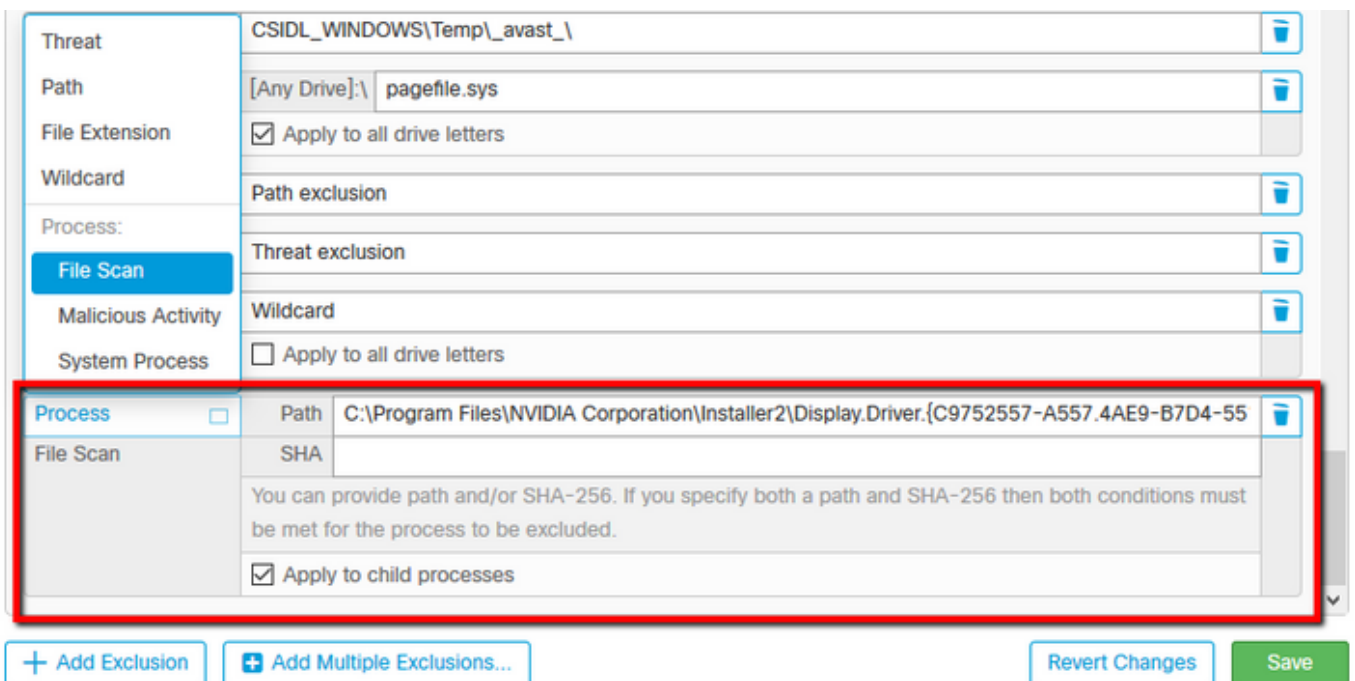 Threat
Path
File Extension
Wildcard
Process:
File Scan
Malicious Activity
System Process
CSIDL_WINDOWS\Temp\_avast_\
[Any Drive]:\ pagefile.sys
Apply to all drive letters
Path exclusion
Threat exclusion
Wildcard
Apply to all drive letters
Process
File Scan
Path C:\Program Files\NVIDIA Corporation\Installer2\Display.Driver.{C9752557-A557.4AE9-B7D4-55
SHA
You can provide path and/or SHA-256. If you specify both a path and SHA-256 then both conditions must
be met for the process to be excluded.
Apply to child processes
Add Exclusion
Add Multiple Exclusions...
Revert Changes
Save